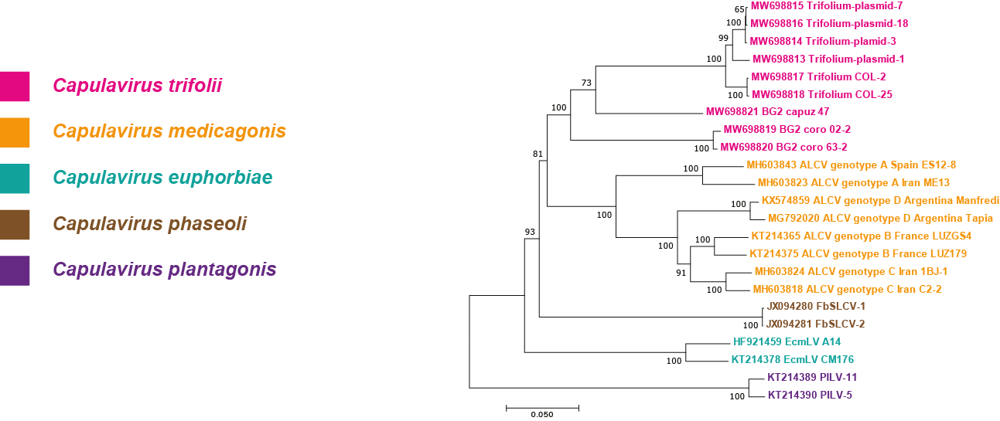 Capulavirus trifolii
Capulavirus medicagonis
Capulavirus euphorbiae
Capulavirus phaseoli
Capulavirus plantagonis
MW698815 Trifolium-plasmid-7
65
MW698816 Trifolium-plasmid-18
100
99
MW698814 Trifolium-plamid-3
MW698813 Trifolium-plasmid-1
100
MW698817 Trifolium COL-2
73
MW698818 Trifolium COL-25
100
100
MW698821 BG2 capuz 47
MW698819 BG2 coro 02-2
MW698820 BG2 coro 63-2
100
81
MH603843 ALCV genotype A Spain ES12-8
100
MH603823 ALCV genotype A Iran ME13
KX574859 ALCV genotype D Argentina Manfredi
100
100
MG792020 ALCV genotype D Argentina Tapia
93
KT214365 ALCV genotype B France LUZGS4
100
100
KT214375 ALCV genotype B France LUZ179
91
MH603824 ALCV genotype C Iran 1BJ-1
MH603818 ALCV genotype C Iran C2-2
100
JX094280 FbSLCV-1
JX094281 FbSLCV-2
100
HF921459 EcmLV A14
KT214378 EcmLV CM176
100
KT214389 PILV-11
KT214390 PILV-5
100
0.050